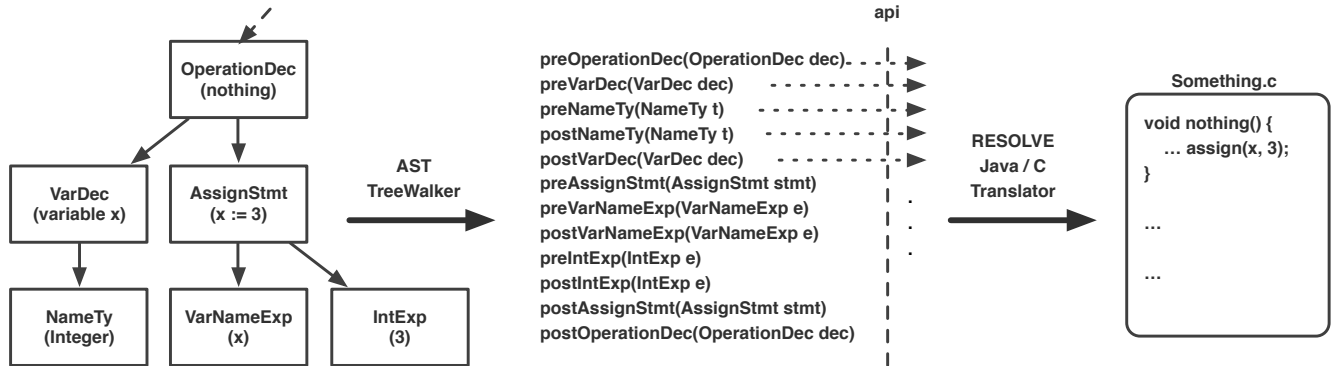 api
OperationDec
(nothing)
VarDec
(variable x)
AssignStmt
(x := 3)
NameTy
(Integer)
VarNameExp
(x)
IntExp
(3)
AST
TreeWalker
preOperationDec(OperationDec dec)
preVarDec(VarDec dec)
preNameTy(NameTy t)
postNameTy(NameTy t)
postVarDec(VarDec dec)
preAssignStmt(AssignStmt stmt)
preVarNameExp(VarNameExp e)
postVarNameExp(VarNameExp e)
preIntExp(IntExp e)
postIntExp(IntExp e)
postAssignStmt(AssignStmt stmt)
postOperationDec(OperationDec dec)
.
.
.
RESOLVE
Java / C
Translator
Something.c
void nothing() {
… assign(x, 3);
}
…
…